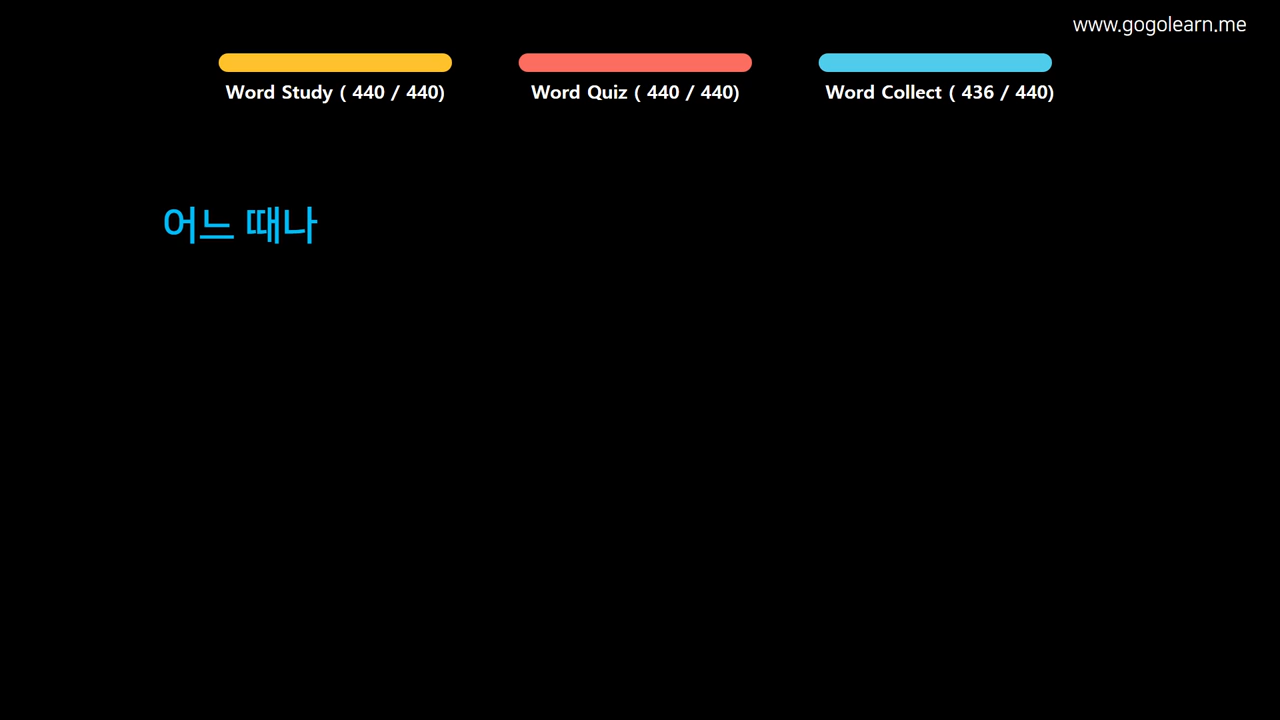 www.gogolearn.me
Word Study ( 440 / 440)
Word Quiz ( 440 / 440)
Word Collect ( 436 / 440)
어느 때나